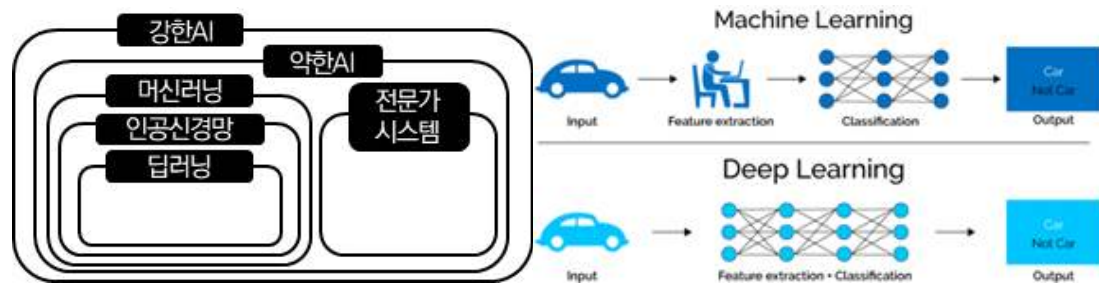 강한AI
약한AI
머신러닝
전문가
시스템
인공신경망
딥러닝
Machine Learning
Input
Feature extraction
Classification
Car
Not Car
Output
Deep Learning
Input
Feature extraction + Classification
Car
Not Car
Output